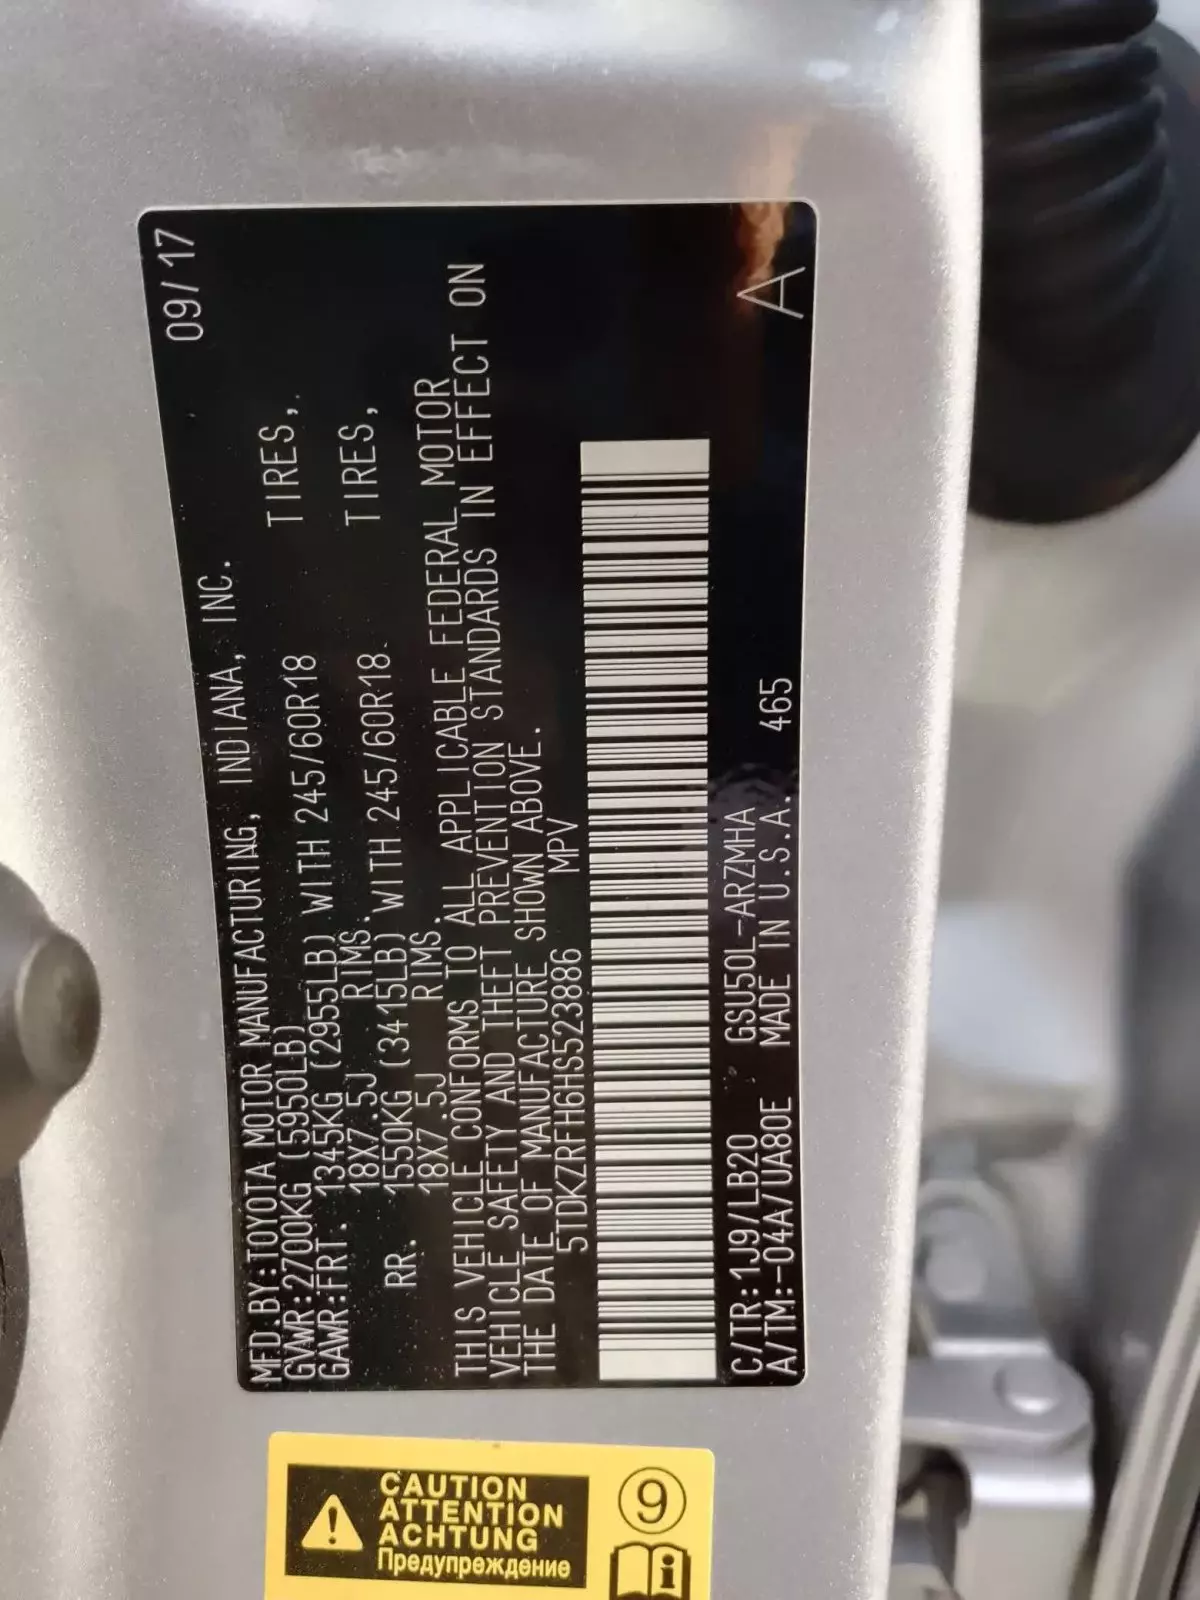 MFD.BY:TOYOTA MOTOR MANUFACTURING, INDIANA, INC. 09/17
GVWR:2700KG (5950LB)
GAWR:FRT. 1345KG (2955LB) WITH 245/60R18 TIRES,
18X7.5J RIMS.
RR. 1550KG (3415LB) WITH 245/60R18 TIRES,
18X7.5J RIMS.
THIS VEHICLE CONFORMS TO ALL APPLICABLE FEDERAL MOTOR
VEHICLE SAFETY AND THEFT PREVENTION STANDARDS IN EFFECT ON
THE DATE OF MANUFACTURE SHOWN ABOVE.
5TDKZRFH6HS523886 MPV
C/TR:1J9/LB20 GSU50L-ARZMHA
A/TM:-04A/UA80E MADE IN U.S.A. 465 A
CAUTION
ATTENTION
ACHTUNG
Предупреждение
9
i